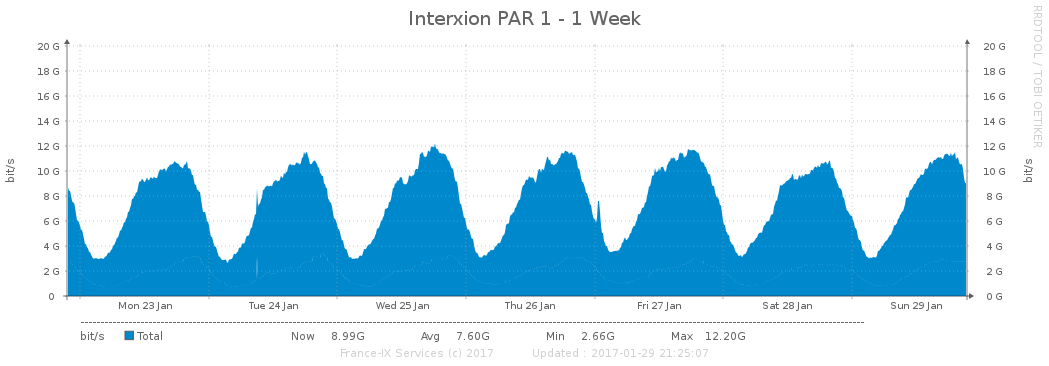 Interxion PAR 1 - 1 Week
RRDTOOL / TOBI OETIKER
bit/s
bit/s
20 G 20 G
18 G 18 G
16 G 16 G
14 G 14 G
12 G 12 G
10 G 10 G
8 G 8 G
6 G 6 G
4 G 4 G
2 G 2 G
0 0 G
Mon 23 Jan Tue 24 Jan Wed 25 Jan Thu 26 Jan Fri 27 Jan Sat 28 Jan Sun 29 Jan
bit/s Total Now 8.99G Avg 7.60G Min 2.66G Max 12.20G
France-IX Services (c) 2017 Updated : 2017-01-29 21:25:07